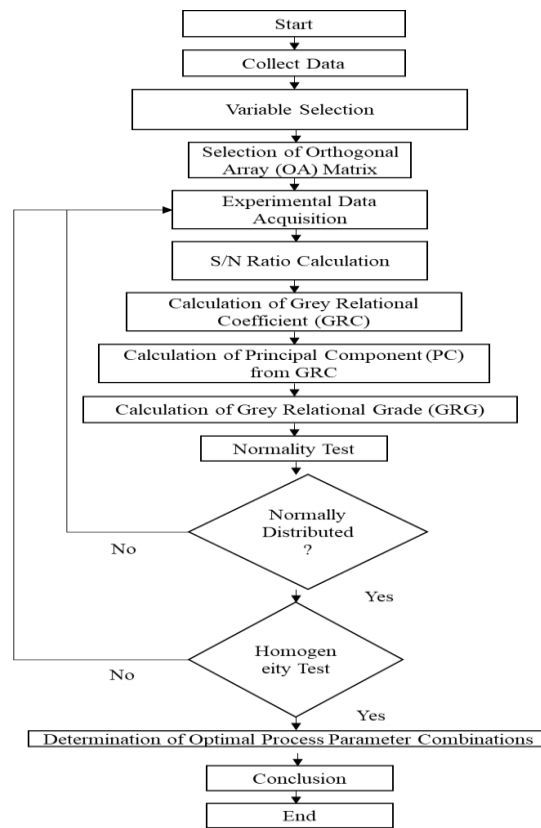 Start
Collect Data
Variable Selection
Selection of Orthogonal
Array (OA) Matrix
Experimental Data
Acquisition
S/N Ratio Calculation
Calculation of Grey Relational
Coefficient (GRC)
Calculation of Principal Component (PC)
from GRC
Calculation of Grey Relational Grade (GRG)
Normality Test
Normally
Distributed
?
No
Yes
Homogen
eity Test
No
Yes
Determination of Optimal Process Parameter Combinations
Conclusion
End